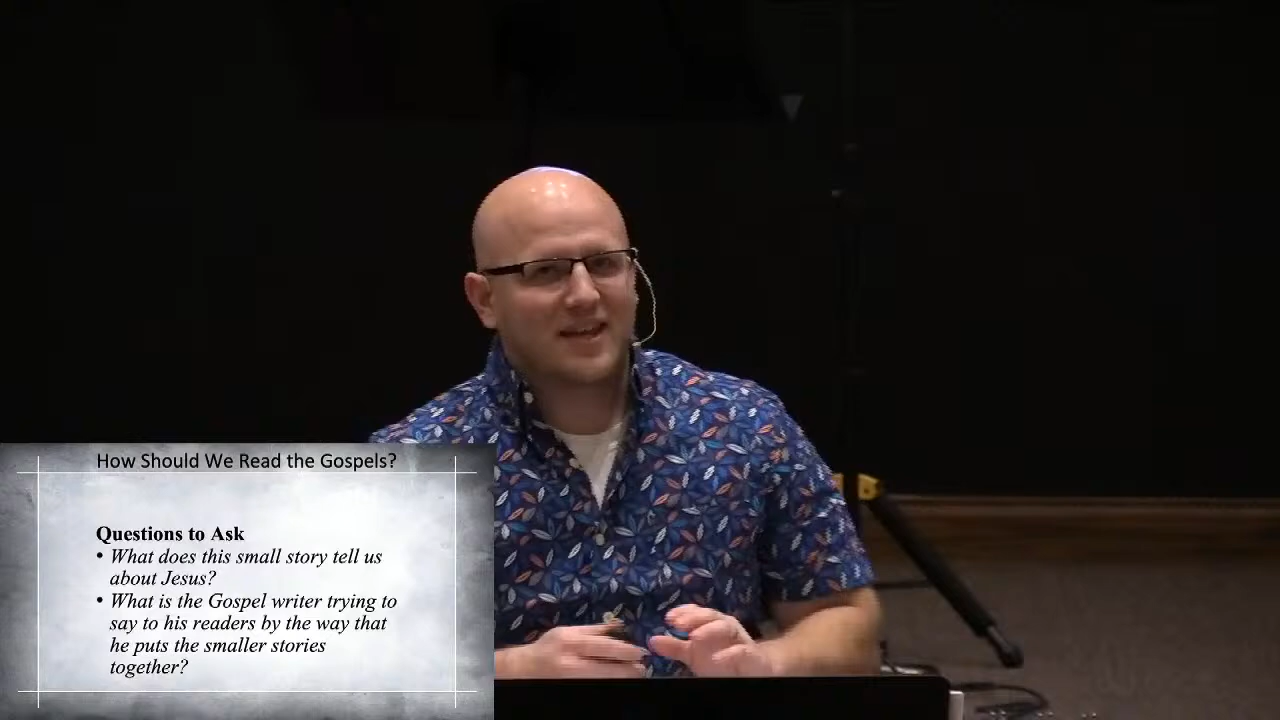 How Should We Read the Gospels?
Questions to Ask
• What does this small story tell us
about Jesus?
• What is the Gospel writer trying to
say to his readers by the way that
he puts the smaller stories
together?